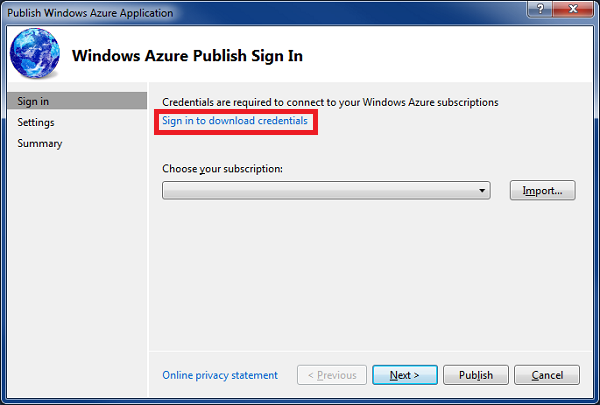 Publish Windows Azure Application
Windows Azure Publish Sign In
Sign in
Settings
Summary
Credentials are required to connect to your Windows Azure subscriptions
Sign in to download credentials
Choose your subscription:
Import...
Online privacy statement
< Previous
Next >
Publish
Cancel